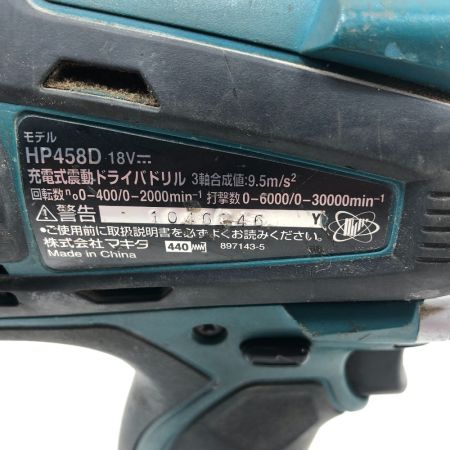 モデル
HP458D 18V⎓
充電式震動ドライバドリル 3軸合成値:9.5m/s²
回転数n₀0-400/0-2000min⁻¹ 打撃数 0-6000/0-30000min⁻¹
⚠警告 Y
●ご使用前に取扱説明書を必ずよくお読みください。
株式会社 マキタ 440 897143-5
Made in China